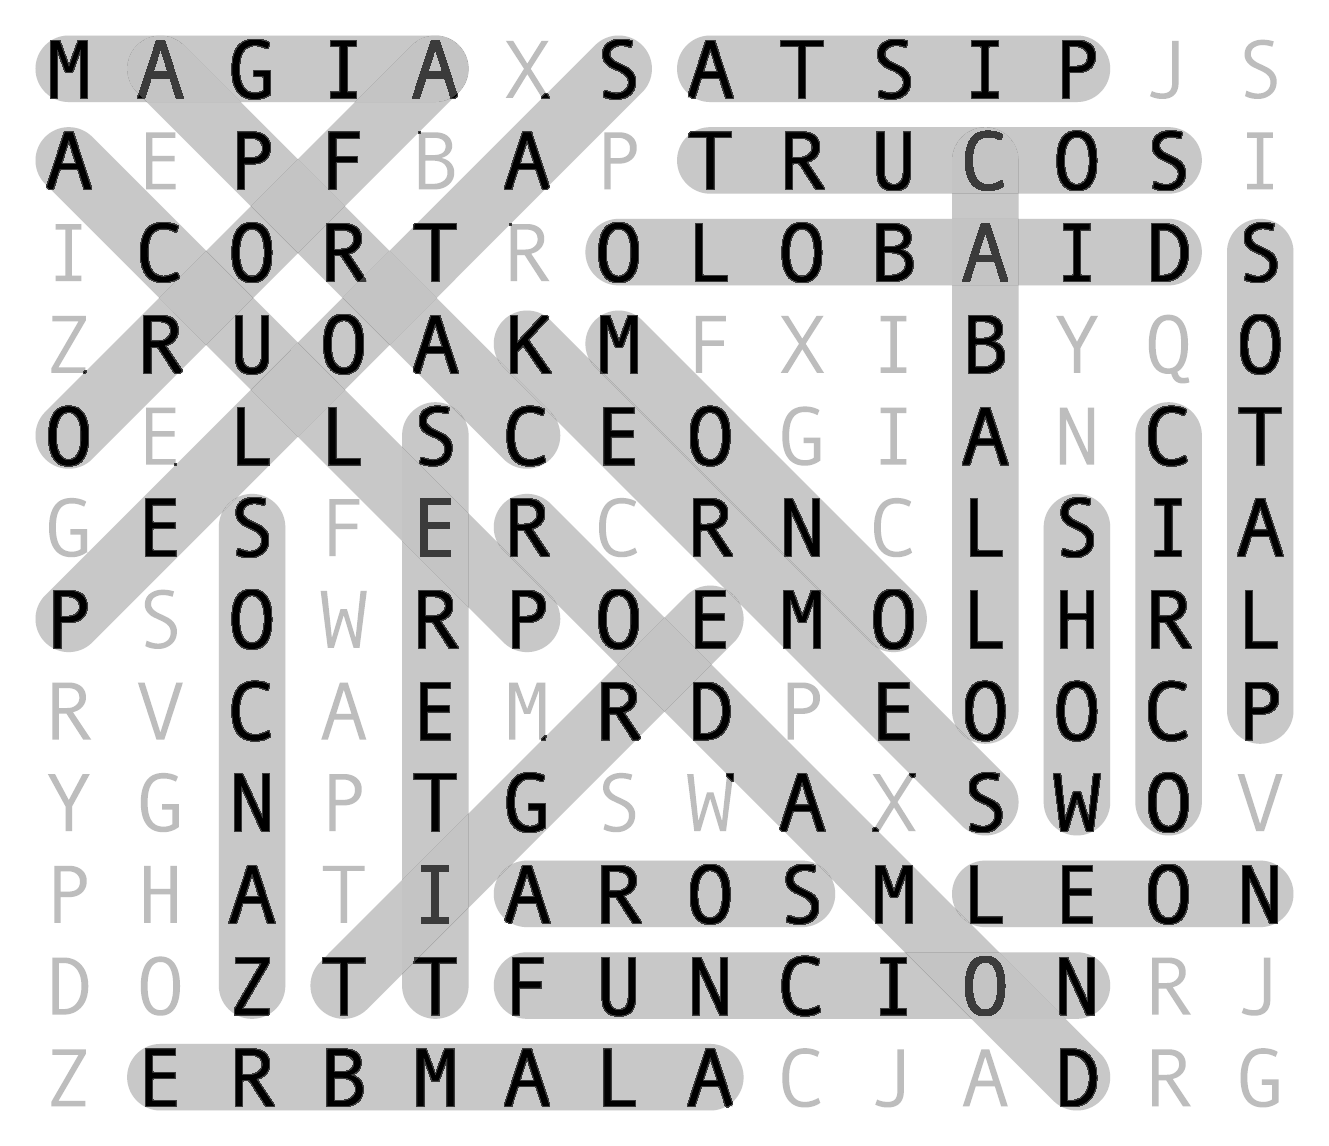 M A G I A X S A T S I P J S
A E P F B A P T R U C O S I
I C O R T R O L O B A I D S
Z R U O A K M F X I B Y Q O
O E L L S C E O G I A N C T
G E S F E R C R N C L S I A
P S O W R P O E M O L H R L
R V C A E M R D P E O O C P
Y G N P T G S W A X S W O V
P H A T I A R O S M L E O N
D O Z T T F U N C I O N R J
Z E R B M A L A C J A D R G